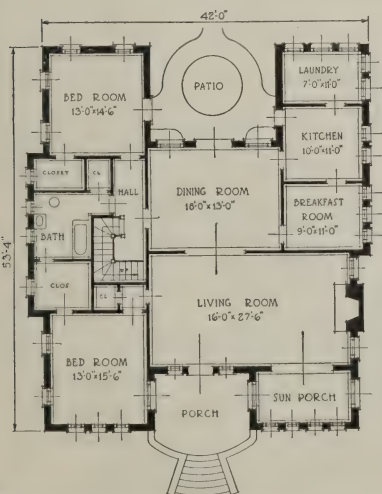 42'-0"
LAUNDRY
7'-0"x11'-0"
PATIO
BED ROOM
13'-0"x14'-6"
KITCHEN
10'-0"x11'-0"
CLOSET
CL.
HALL
DINING ROOM
18'-0"x13'-0"
BREAKFAST
ROOM
9'-0"x11'-0"
BATH
53'-4"
UP
CLOS
CL
LIVING ROOM
16'-0"x27'-6"
BED ROOM
13'-0"x15'-6"
PORCH
SUN PORCH